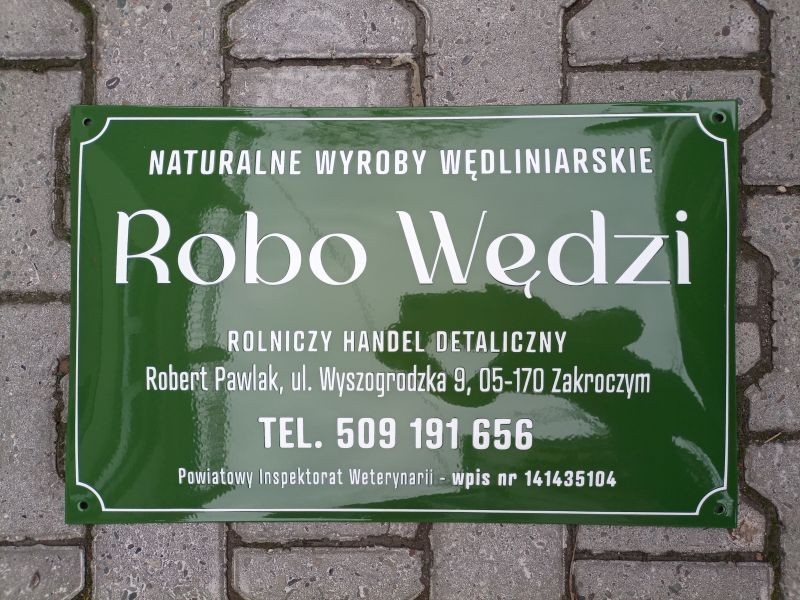 NATURALNE WYROBY WĘDLINIARSKIE
Robo Wędzi
ROLNICZY HANDEL DETALICZNY
Robert Pawlak, ul. Wyszogrodzka 9, 05-170 Zakroczym
TEL. 509 191 656
Powiatowy Inspektorat Weterynarii - wpis nr 141435104